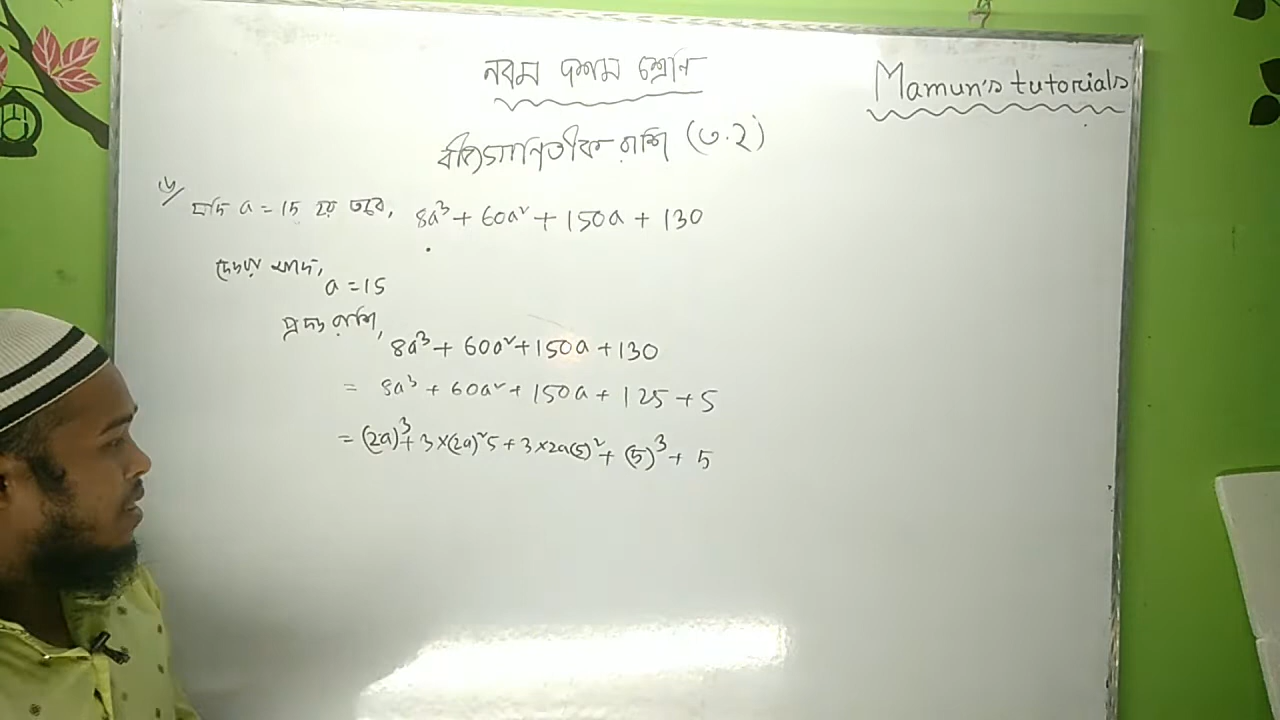 নবম দশম শ্রেণি
Mamun's tutorials
বীজগাণিতীক রাশি (৩.২)
৬/ যদি a = 15 হয় তবে, 8a³ + 60a² + 150a + 130
দেওয়া আছে,
a = 15
প্রদত্ত রাশি,
8a³ + 60a² + 150a + 130
= 8a³ + 60a² + 150a + 125 + 5
= (2a)³ + 3×(2a)²5 + 3×2a(5)² + (5)³ + 5